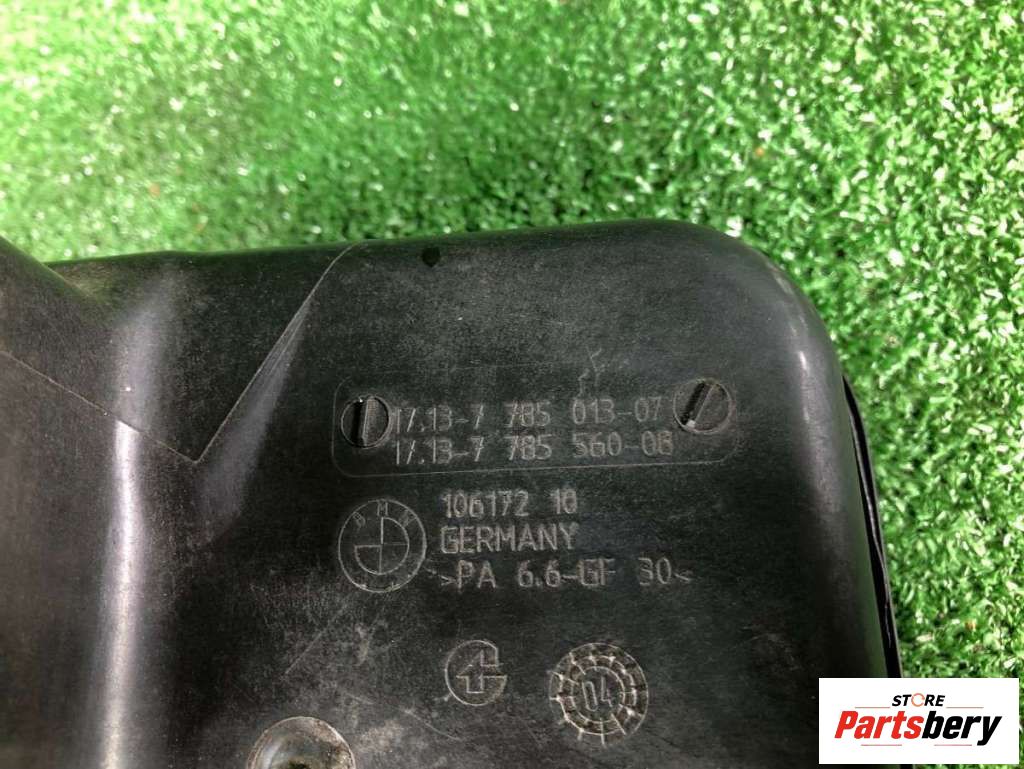 17.13-7 785 013-07
17.13-7 785 560-08
BMW
106172 10
GERMANY
>PA 6.6-GF 30<
04
STORE
Partsbery